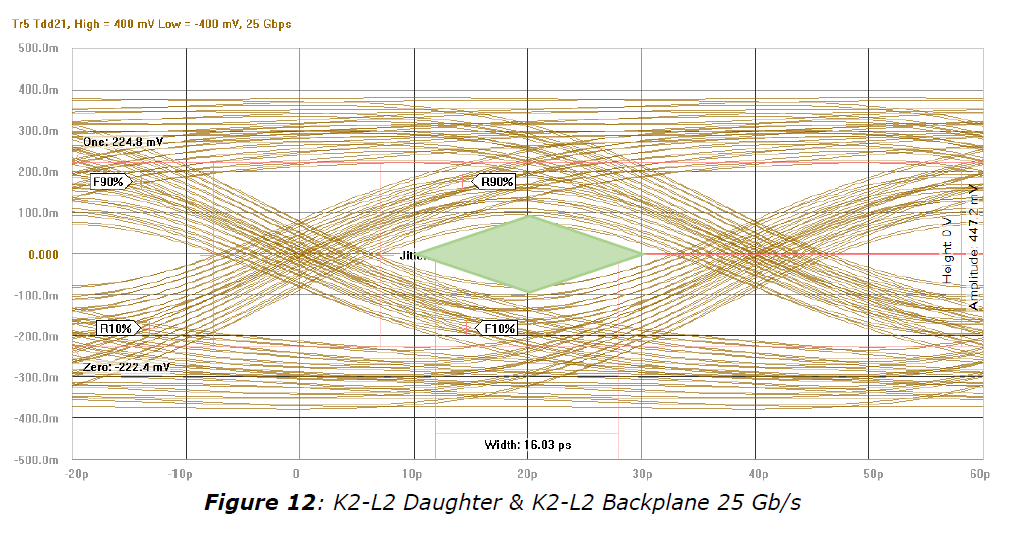 Tr5 Tdd21, High = 400 mV Low = -400 mV, 25 Gbps
500.0m
400.0m
300.0m
One: 224.8 mV
200.0m
F90%
R90%
100.0m
0.000
Height: 0 V
Amplitude: 447.2 mV
-100.0m
R10%
F10%
-200.0m
Zero: -222.4 mV
-300.0m
-400.0m
Width: 16.03 ps
-500.0m
-20p -10p 0 10p 20p 30p 40p 50p 60p
Figure 12: K2-L2 Daughter & K2-L2 Backplane 25 Gb/s